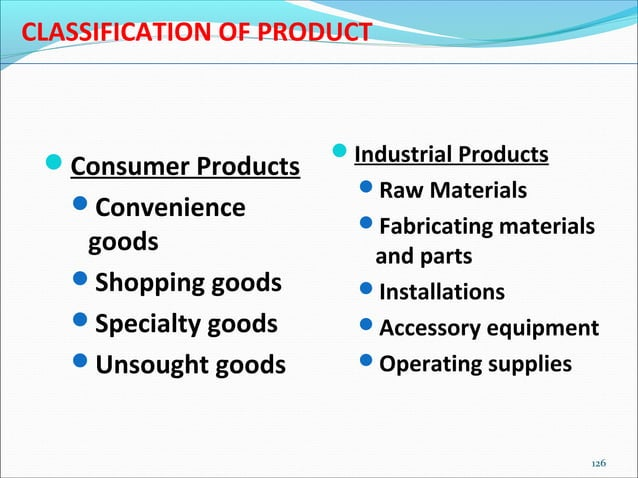 CLASSIFICATION OF PRODUCT
Consumer Products
Convenience
goods
Shopping goods
Specialty goods
Unsought goods
Industrial Products
Raw Materials
Fabricating materials
and parts
Installations
Accessory equipment
Operating supplies
126